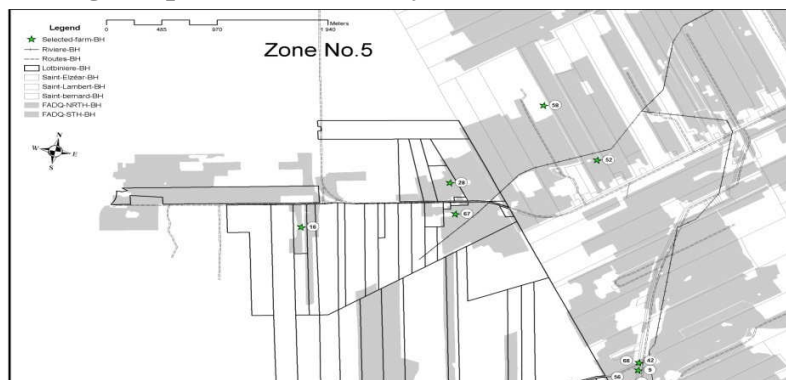 Meters
0 485 970 1 940
Legend
Selected-farm-BH
Riviere-BH
Routes-BH
Lotbiniere-BH
Saint-Elzéar-BH
Saint-Lambert-BH
Saint-bernard-BH
FADQ-NRTH-BH
FADQ-STH-BH
Zone No.5
N
W E
S
59
52
28
67
16
68 42
9
56